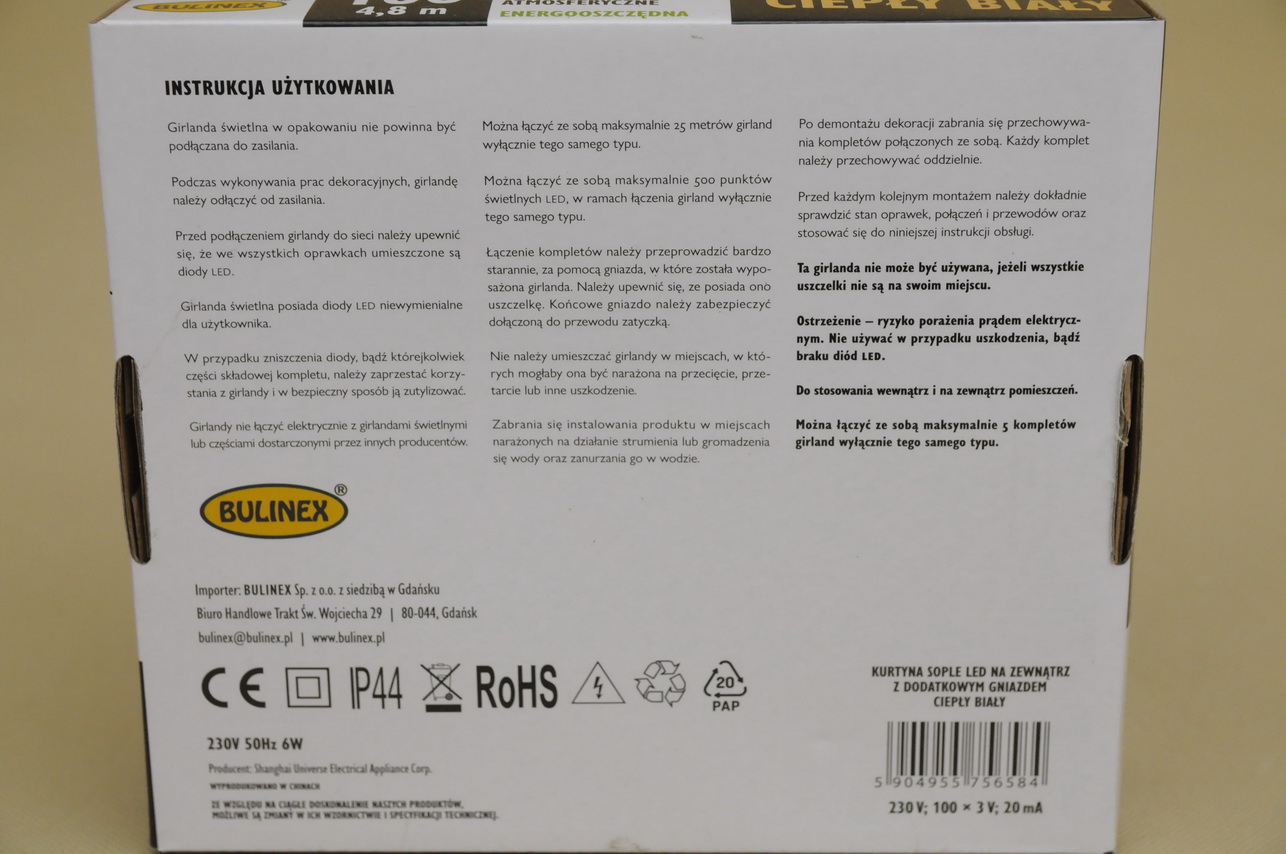 BULINEX
4,8 m
ATMOSFERYCZNE
ENERGOOSZCZĘDNA
CIEPŁY BIAŁY
INSTRUKCJA UŻYTKOWANIA
Girlanda świetlna w opakowaniu nie powinna być
podłączana do zasilania.
Podczas wykonywania prac dekoracyjnych, girlandę
należy odłączyć od zasilania.
Przed podłączeniem girlandy do sieci należy upewnić
się, że we wszystkich oprawkach umieszczone są
diody LED.
Girlanda świetlna posiada diody LED niewymienialne
dla użytkownika.
W przypadku zniszczenia diody, bądź którejkolwiek
części składowej kompletu, należy zaprzestać korzy-
stania z girlandy i w bezpieczny sposób ją zutylizować.
Girlandy nie łączyć elektrycznie z girlandami świetlnymi
lub częściami dostarczonymi przez innych producentów.
Można łączyć ze sobą maksymalnie 25 metrów girland
wyłącznie tego samego typu.
Można łączyć ze sobą maksymalnie 500 punktów
świetlnych LED, w ramach łączenia girland wyłącznie
tego samego typu.
Łączenie kompletów należy przeprowadzić bardzo
starannie, za pomocą gniazda, w które została wypo-
sażona girlanda. Należy upewnić się, ze posiada ono
uszczelkę. Końcowe gniazdo należy zabezpieczyć
dołączoną do przewodu zatyczką.
Nie należy umieszczać girlandy w miejscach, w któ-
rych mogłaby ona być narażona na przecięcie, prze-
tarcie lub inne uszkodzenie.
Zabrania się instalowania produktu w miejscach
narażonych na działanie strumienia lub gromadzenia
się wody oraz zanurzania go w wodzie.
Po demontażu dekoracji zabrania się przechowywa-
nia kompletów połączonych ze sobą. Każdy komplet
należy przechowywać oddzielnie.
Przed każdym kolejnym montażem należy dokładnie
sprawdzić stan oprawek, połączeń i przewodów oraz
stosować się do niniejszej instrukcji obsługi.
Ta girlanda nie może być używana, jeżeli wszystkie
uszczelki nie są na swoim miejscu.
Ostrzeżenie – ryzyko porażenia prądem elektrycz-
nym. Nie używać w przypadku uszkodzenia, bądź
braku diód LED.
Do stosowania wewnątrz i na zewnątrz pomieszczeń.
Można łączyć ze sobą maksymalnie 5 kompletów
girland wyłącznie tego samego typu.
BULINEX ®
Importer: BULINEX Sp. z o.o. z siedzibą w Gdańsku
Biuro Handlowe Trakt Św. Wojciecha 29 | 80-044, Gdańsk
bulinex@bulinex.pl | www.bulinex.pl
CE IP44 RoHS 20 PAP
230V 50Hz 6W
Producent: Shanghai Universe Electrical Appliance Corp.
WYPRODUKOWANO W CHINACH
ZE WZGLĘDU NA CIĄGŁE DOSKONALENIE NASZYCH PRODUKTÓW,
MOŻLIWE SĄ ZMIANY W ICH WZORNICTWIE I SPECYFIKACJI TECHNICZNEJ.
KURTYNA SOPLE LED NA ZEWNĄTRZ
Z DODATKOWYM GNIAZDEM
CIEPŁY BIAŁY
5 904955 756584
230 V; 100 × 3 V; 20 mA